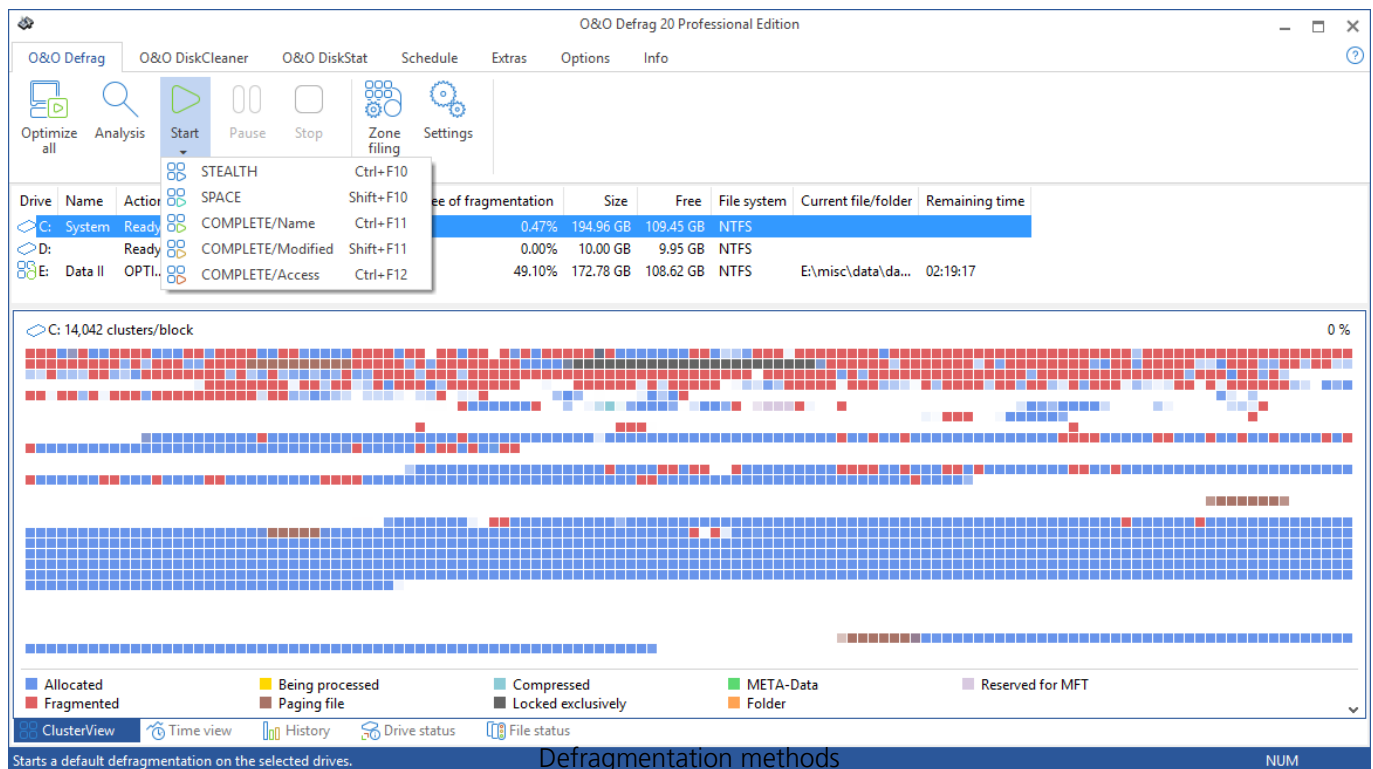 O&O Defrag 20 Professional Edition
O&O Defrag O&O DiskCleaner O&O DiskStat Schedule Extras Options Info
Optimize all Analysis Start Pause Stop Zone filing Settings
STEALTH Ctrl+F10
SPACE Shift+F10
COMPLETE/Name Ctrl+F11
COMPLETE/Modified Shift+F11
COMPLETE/Access Ctrl+F12
Drive Name Action ee of fragmentation Size Free File system Current file/folder Remaining time
C: System Ready 0.47% 194.96 GB 109.45 GB NTFS
D: Ready 0.00% 10.00 GB 9.95 GB NTFS
E: Data II OPTI... 49.10% 172.78 GB 108.62 GB NTFS E:\misc\data\da... 02:19:17
C: 14,042 clusters/block 0 %
Allocated Being processed Compressed META-Data Reserved for MFT
Fragmented Paging file Locked exclusively Folder
ClusterView Time view History Drive status File status
Starts a default defragmentation on the selected drives. NUM
Defragmentation methods